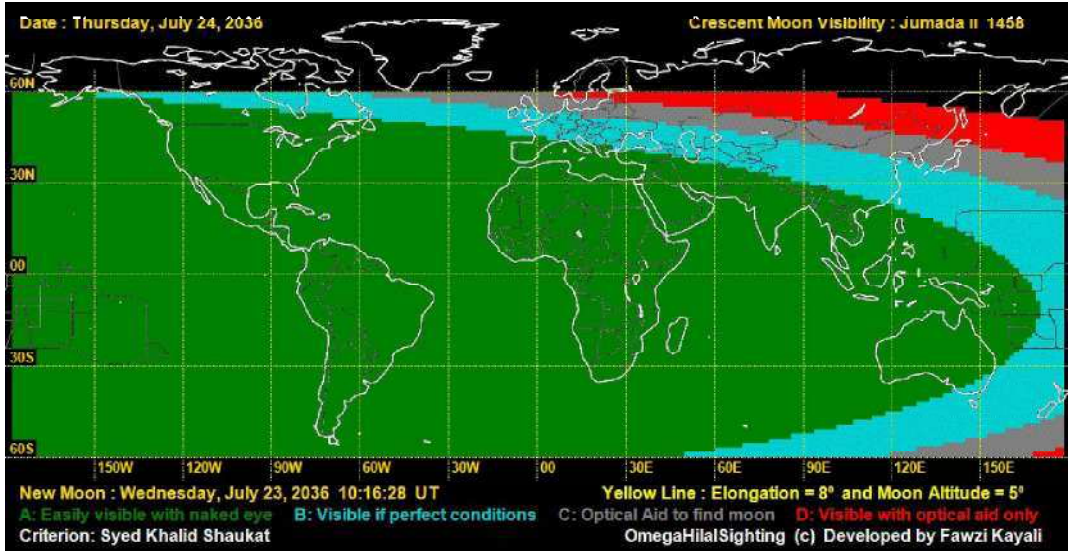 Date : Thursday, July 24, 2036 Crescent Moon Visibility : Jumada II 1458
60N
30N
00
30S
60S
150W 120W 90W 60W 30W 00 30E 60E 90E 120E 150E
New Moon : Wednesday, July 23, 2036 10:16:28 UT Yellow Line : Elongation = 8º and Moon Altitude = 5º
A: Easily visible with naked eye B: Visible if perfect conditions C: Optical Aid to find moon D: Visible with optical aid only
Criterion: Syed Khalid Shaukat OmegaHilalSighting (c) Developed by Fawzi Kayali